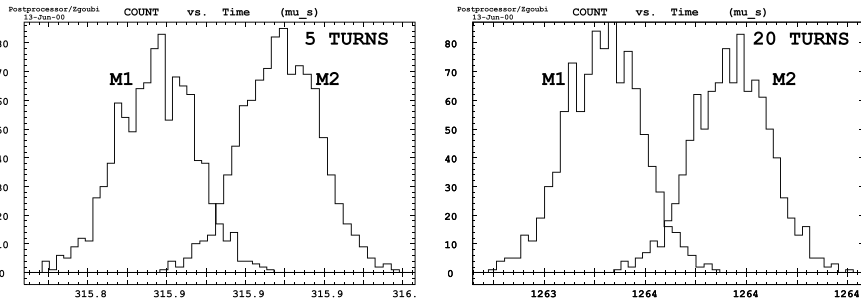 Postprocessor/Zgoubi
13-Jun-00
COUNT vs. Time (mu_s)
5 TURNS
M1
M2
80
70
60
50
40
30
20
10
0
315.8 315.9 315.9 315.9 316.
Postprocessor/Zgoubi
13-Jun-00
COUNT vs. Time (mu_s)
20 TURNS
M1
M2
80
70
60
50
40
30
20
10
0
1263 1264 1264 1264